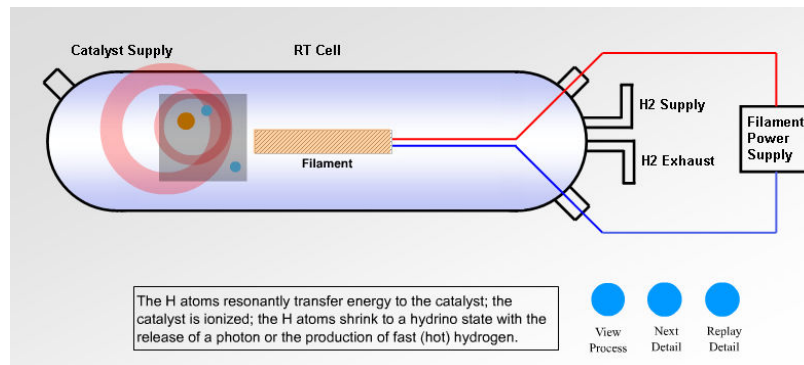 Catalyst Supply
RT Cell
H2 Supply
Filament
Power
Supply
Filament
H2 Exhaust
The H atoms resonantly transfer energy to the catalyst; the
catalyst is ionized; the H atoms shrink to a hydrino state with the
release of a photon or the production of fast (hot) hydrogen.
View
Process
Next
Detail
Replay
Detail